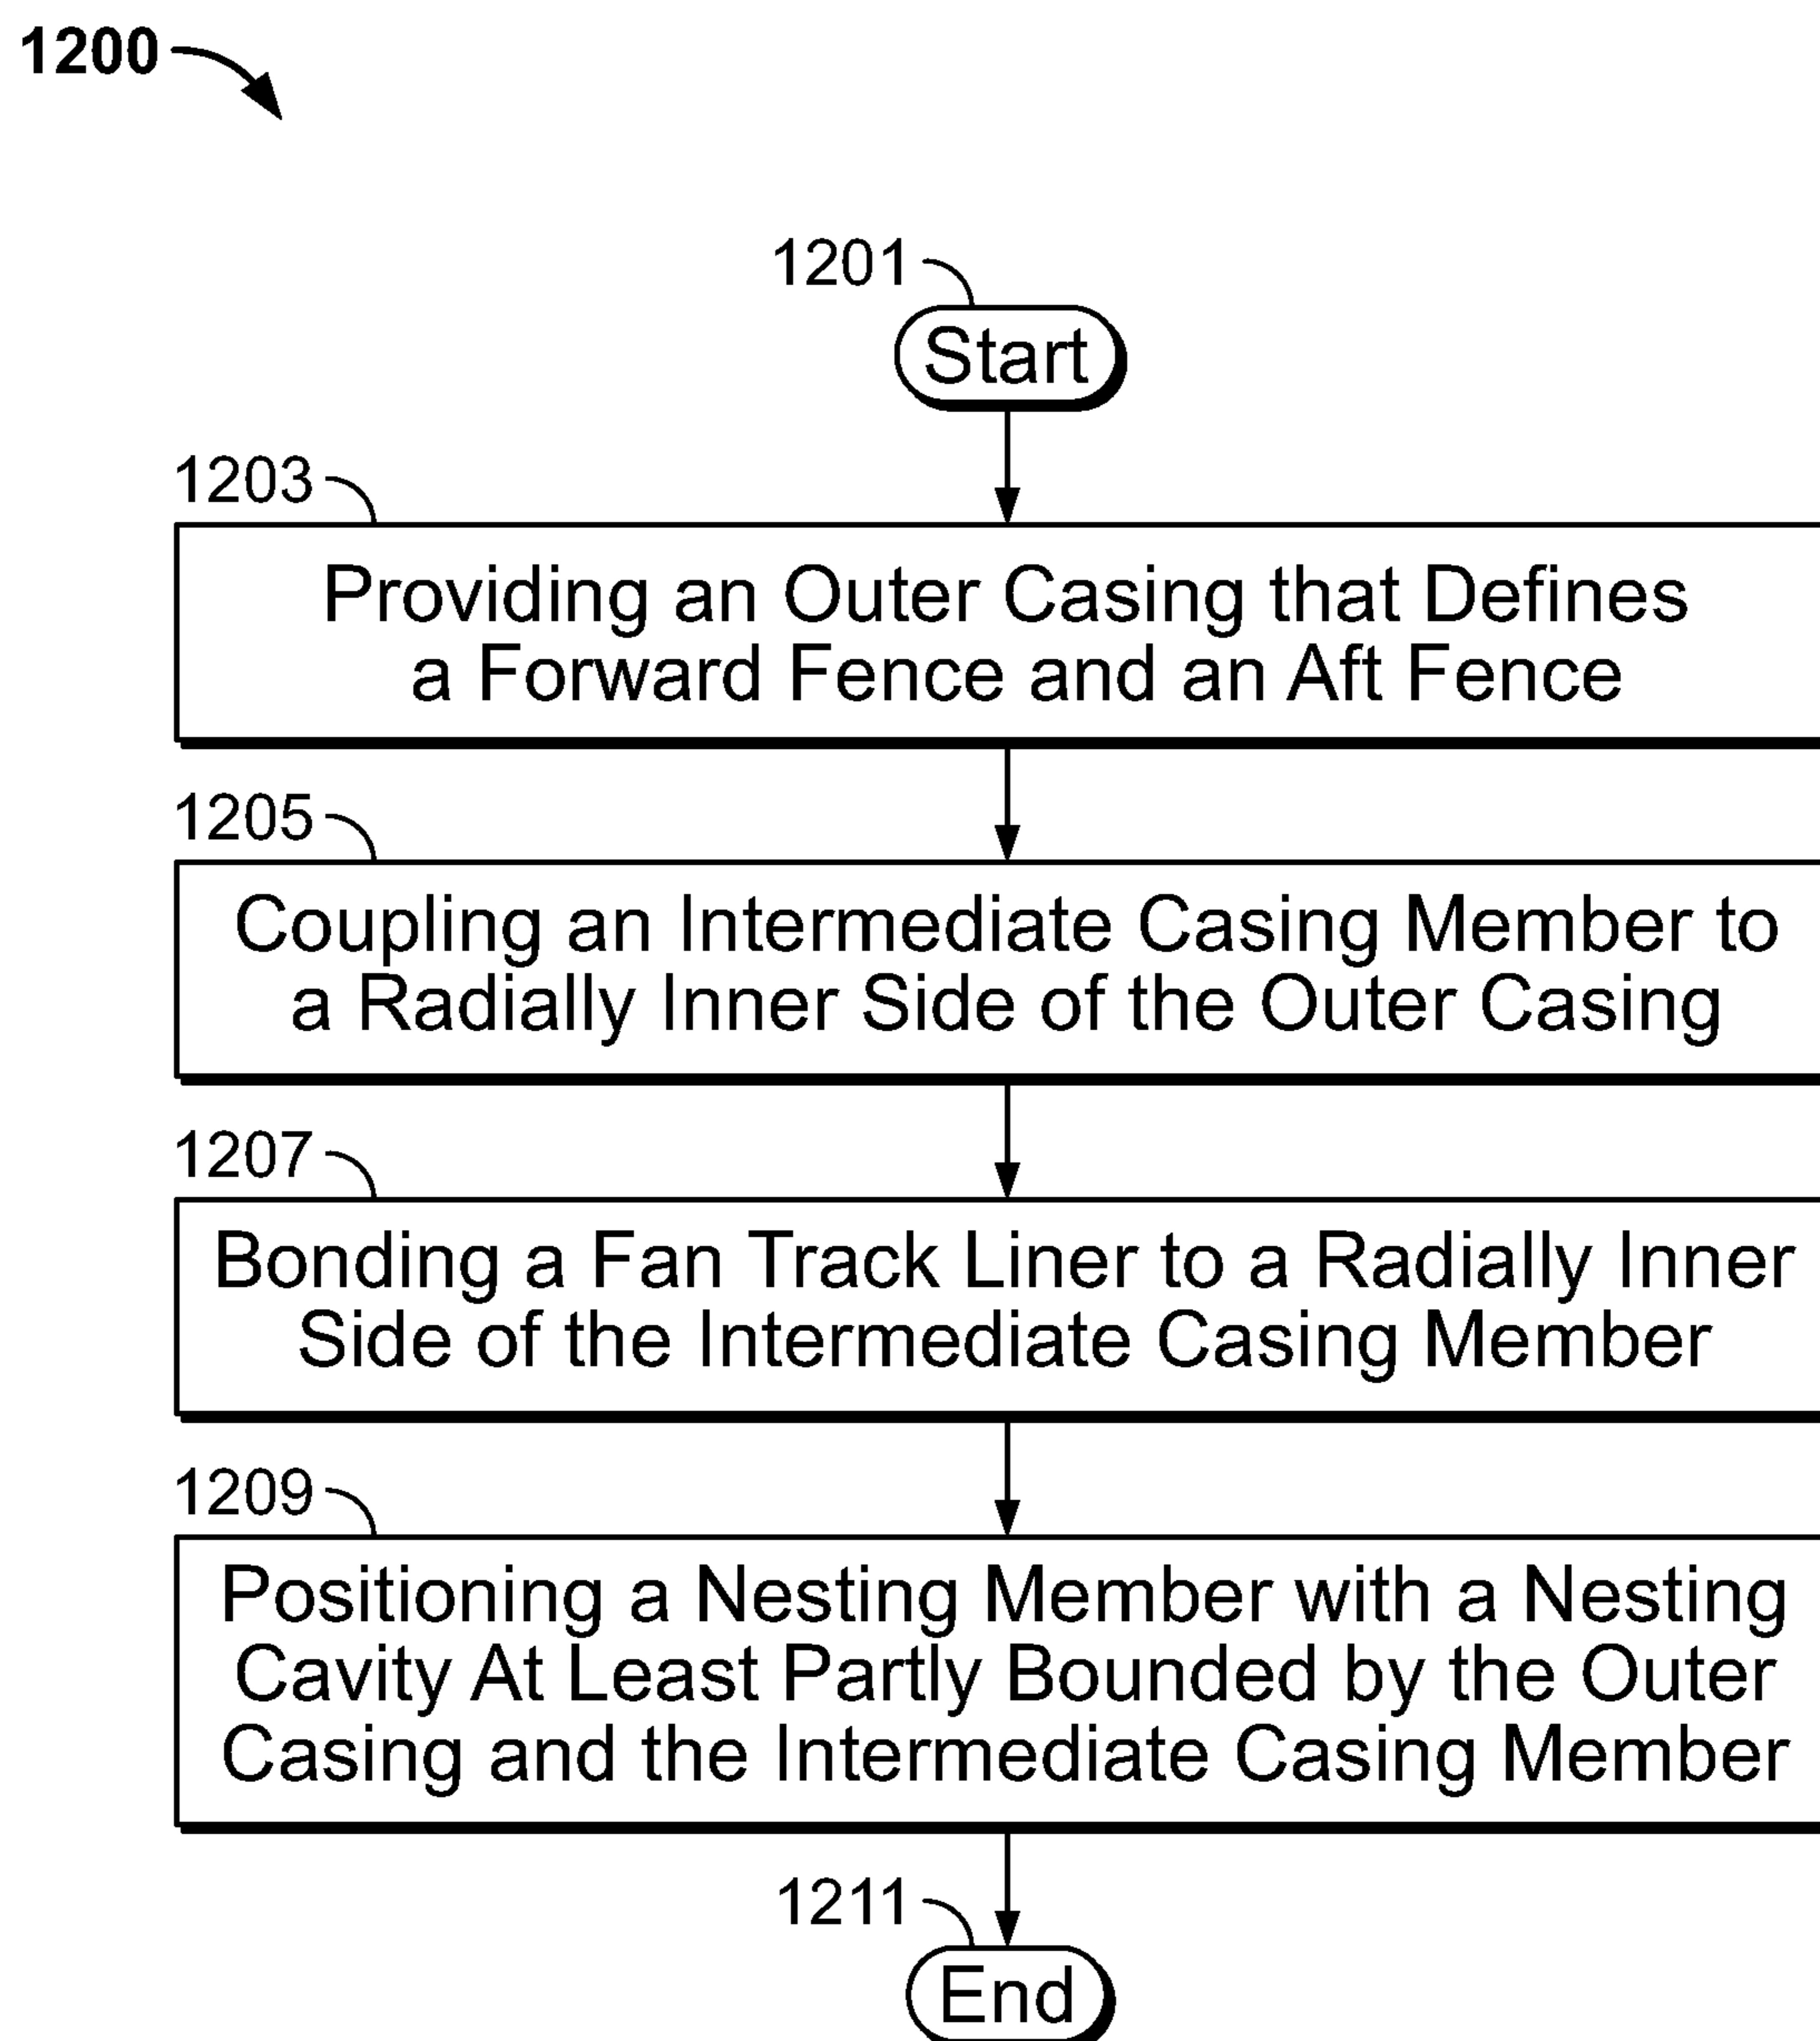 1200
1201
Start
1203
Providing an Outer Casing that Defines
a Forward Fence and an Aft Fence
1205
Coupling an Intermediate Casing Member to
a Radially Inner Side of the Outer Casing
1207
Bonding a Fan Track Liner to a Radially Inner
Side of the Intermediate Casing Member
1209
Positioning a Nesting Member with a Nesting
Cavity At Least Partly Bounded by the Outer
Casing and the Intermediate Casing Member
1211
End